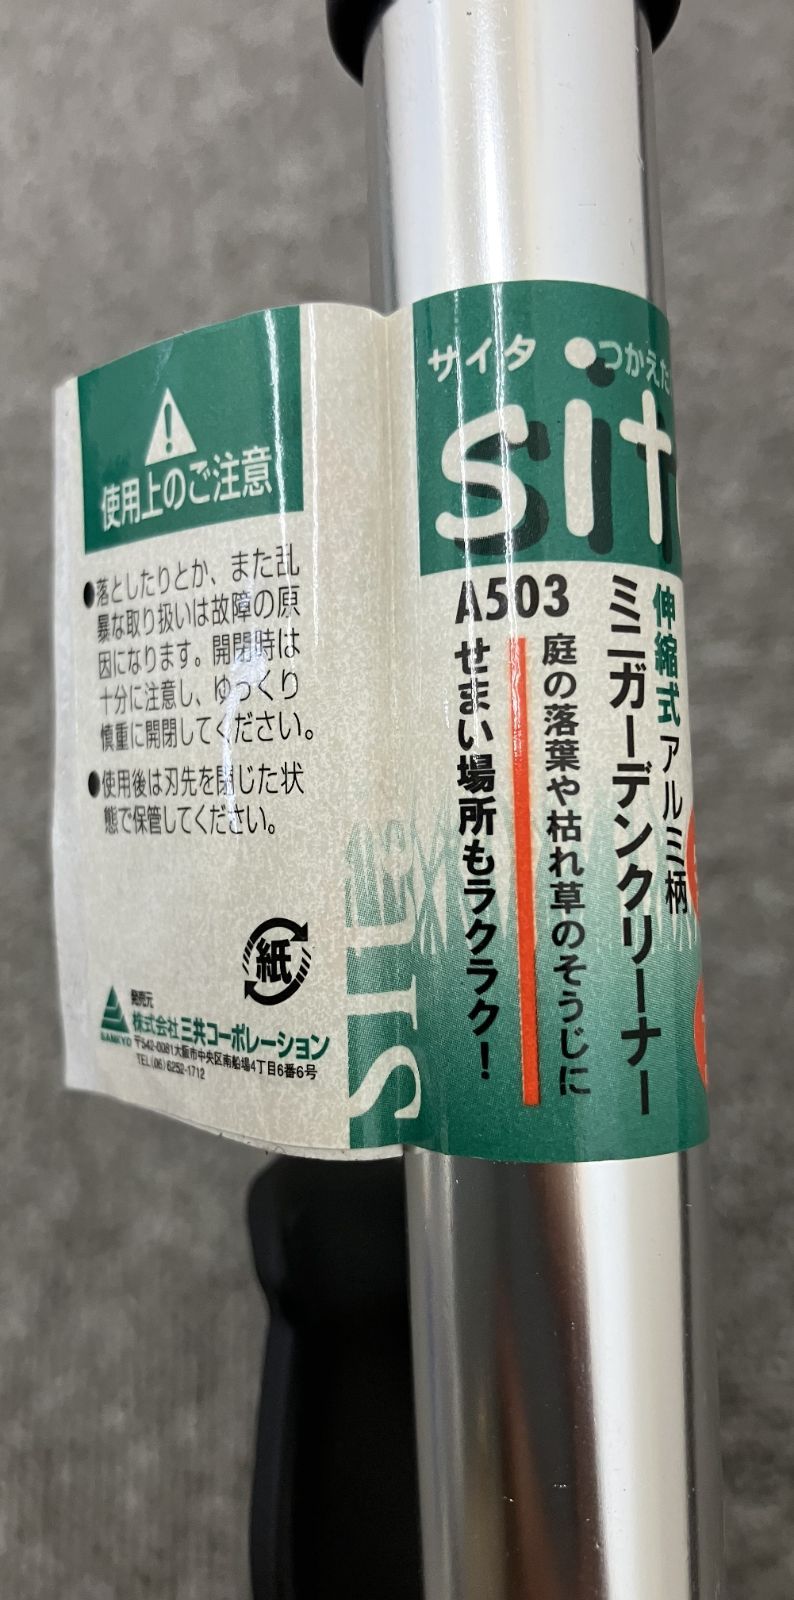 使用上のご注意
●落としたりとか、また乱
暴な取り扱いは故障の原
因になります。開閉時は
十分に注意し、ゆっくり
慎重に開閉してください。
●使用後は刃先を閉じた状
態で保管してください。
紙
発売元
SANKYO
株式会社三共コーポレーション
〒542-0081大阪市中央区南船場4丁目6番6号
TEL(06)6252-1712
SITE
サイタ
つかえた
sit
A503
伸縮式アルミ柄
ミニガーデンクリーナー
庭の落葉や枯れ草のそうじに
せまい場所もラクラク!